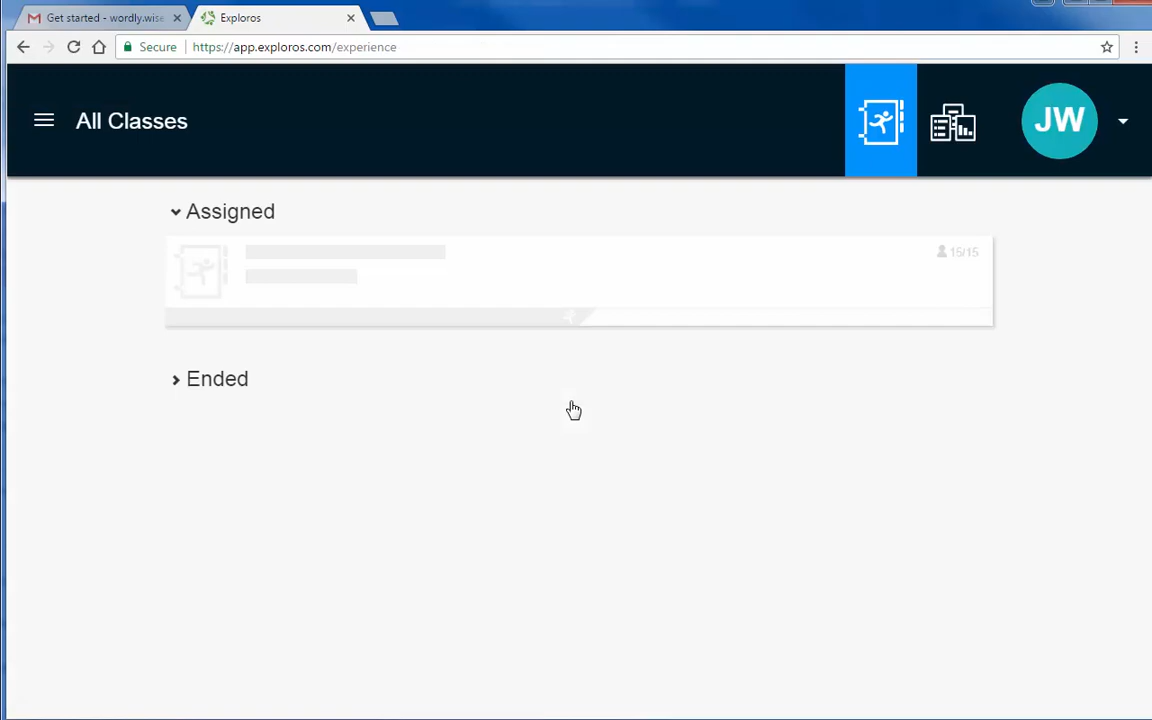 Get started - wordly.wise
Exploros
Secure https://app.exploros.com/experience
All Classes
JW
Assigned
15/15
Ended